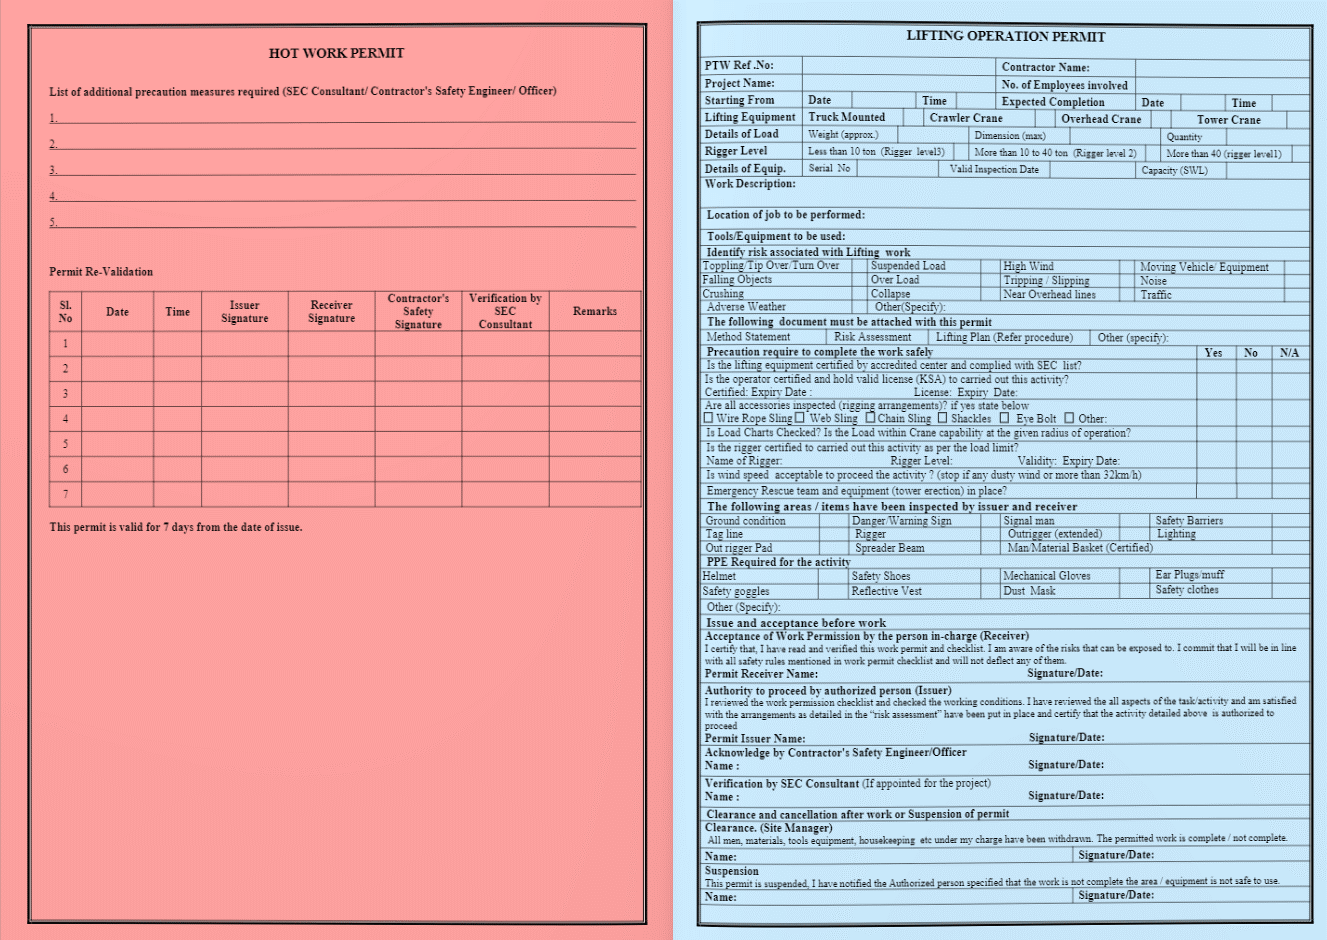 HOT WORK PERMIT
List of additional precaution measures required (SEC Consultant/ Contractor's Safety Engineer/ Officer)
1.
2.
3.
4.
5.
Permit Re-Validation
Sl. No Date Time Issuer Signature Receiver Signature Contractor's Safety Signature Verification by SEC Consultant Remarks
1
2
3
4
5
6
7
This permit is valid for 7 days from the date of issue.
LIFTING OPERATION PERMIT
PTW Ref .No: Contractor Name:
Project Name: No. of Employees involved
Starting From Date Time Expected Completion Date Time
Lifting Equipment Truck Mounted Crawler Crane Overhead Crane Tower Crane
Details of Load Weight (approx.) Dimension (max) Quantity
Rigger Level Less than 10 ton (Rigger level3) More than 10 to 40 ton (Rigger level 2) More than 40 (rigger level1)
Details of Equip. Serial No Valid Inspection Date Capacity (SWL)
Work Description:
Location of job to be performed:
Tools/Equipment to be used:
Identify risk associated with Lifting work
Toppling/Tip Over/Turn Over Suspended Load High Wind Moving Vehicle/ Equipment
Falling Objects Over Load Tripping / Slipping Noise
Crushing Collapse Near Overhead lines Traffic
Adverse Weather Other(Specify):
The following document must be attached with this permit
Method Statement Risk Assessment Lifting Plan (Refer procedure) Other (specify):
Precaution require to complete the work safely Yes No N/A
Is the lifting equipment certified by accredited center and complied with SEC list?
Is the operator certified and hold valid license (KSA) to carried out this activity?
Certified: Expiry Date : License: Expiry Date:
Are all accessories inspected (rigging arrangements)? if yes state below
☐ Wire Rope Sling ☐ Web Sling ☐ Chain Sling ☐ Shackles ☐ Eye Bolt ☐ Other:
Is Load Charts Checked? Is the Load within Crane capability at the given radius of operation?
Is the rigger certified to carried out this activity as per the load limit?
Name of Rigger: Rigger Level: Validity: Expiry Date:
Is wind speed acceptable to proceed the activity ? (stop if any dusty wind or more than 32km/h)
Emergency Rescue team and equipment (tower erection) in place?
The following areas / items have been inspected by issuer and receiver
Ground condition Danger/Warning Sign Signal man Safety Barriers
Tag line Rigger Outrigger (extended) Lighting
Out rigger Pad Spreader Beam Man/Material Basket (Certified)
PPE Required for the activity
Helmet Safety Shoes Mechanical Gloves Ear Plugs/muff
Safety goggles Reflective Vest Dust Mask Safety clothes
Other (Specify):
Issue and acceptance before work
Acceptance of Work Permission by the person in-charge (Receiver)
I certify that, I have read and verified this work permit and checklist. I am aware of the risks that can be exposed to. I commit that I will be in line
with all safety rules mentioned in work permit checklist and will not deflect any of them.
Permit Receiver Name: Signature/Date:
Authority to proceed by authorized person (Issuer)
I reviewed the work permission checklist and checked the working conditions. I have reviewed the all aspects of the task/activity and am satisfied
with the arrangements as detailed in the “risk assessment” have been put in place and certify that the activity detailed above is authorized to
proceed
Permit Issuer Name: Signature/Date:
Acknowledge by Contractor's Safety Engineer/Officer
Name : Signature/Date:
Verification by SEC Consultant (If appointed for the project)
Name : Signature/Date:
Clearance and cancellation after work or Suspension of permit
Clearance. (Site Manager)
All men, materials, tools equipment, housekeeping etc under my charge have been withdrawn. The permitted work is complete / not complete.
Name: Signature/Date:
Suspension
This permit is suspended, I have notified the Authorized person specified that the work is not complete the area / equipment is not safe to use.
Name: Signature/Date: